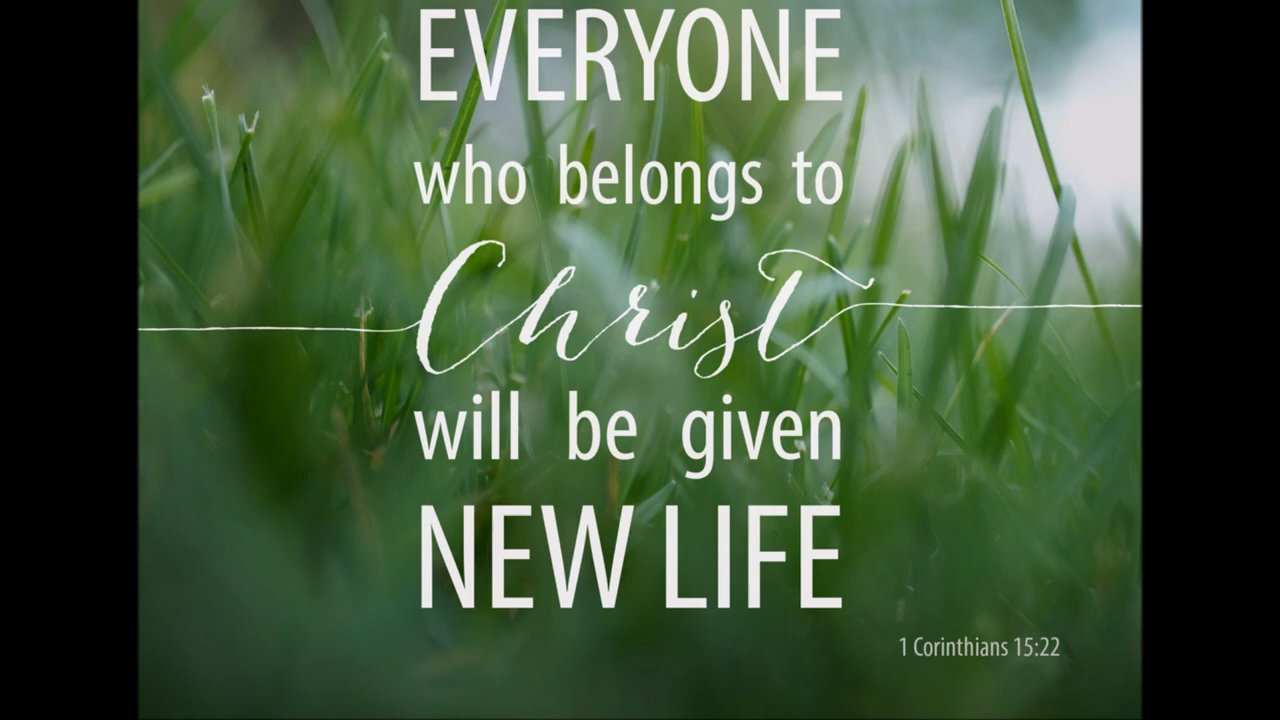 EVERYONE
who belongs to
Christ
will be given
NEW LIFE
1 Corinthians 15:22